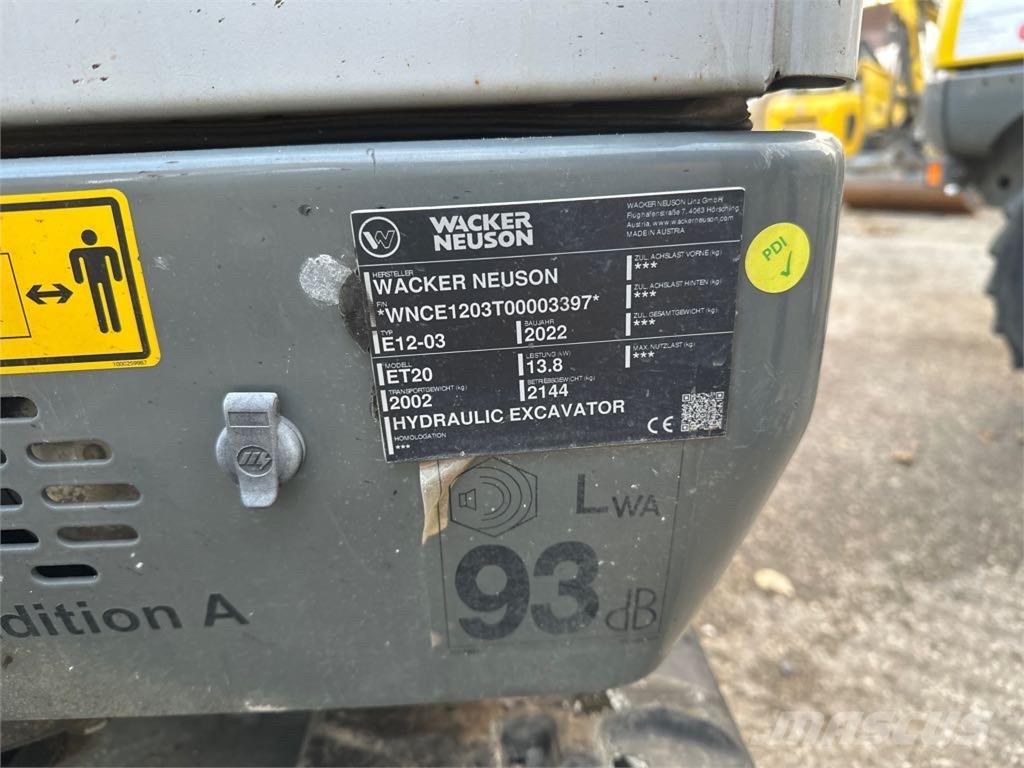 WACKER
NEUSON
WACKER NEUSON Linz GmbH
Flughafenstraße 7, 4063 Hörsching
Austria, www.wackerneuson.com
MADE IN AUSTRIA
HERSTELLER
WACKER NEUSON
FIN
*WNCE1203T00003397*
TYP
E12-03
BAUJAHR
2022
MODELL
ET20
LEISTUNG (kW)
13.8
TRANSPORTGEWICHT (kg)
2002
BETRIEBSGEWICHT (kg)
2144
HYDRAULIC EXCAVATOR
HOMOLOGATION
***
ZUL. ACHSLAST VORNE (kg)
***
ZUL. ACHSLAST HINTEN (kg)
***
ZUL. GESAMTGEWICHT (kg)
***
MAX. NUTZLAST (kg)
***
CE
PDI
1000259987
LWA
93
dB
dition A
MASCUS